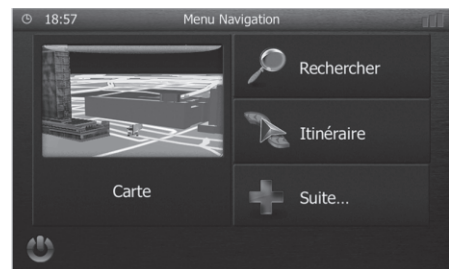 18:57
Menu Navigation
Rechercher
Itinéraire
Carte
Suite...